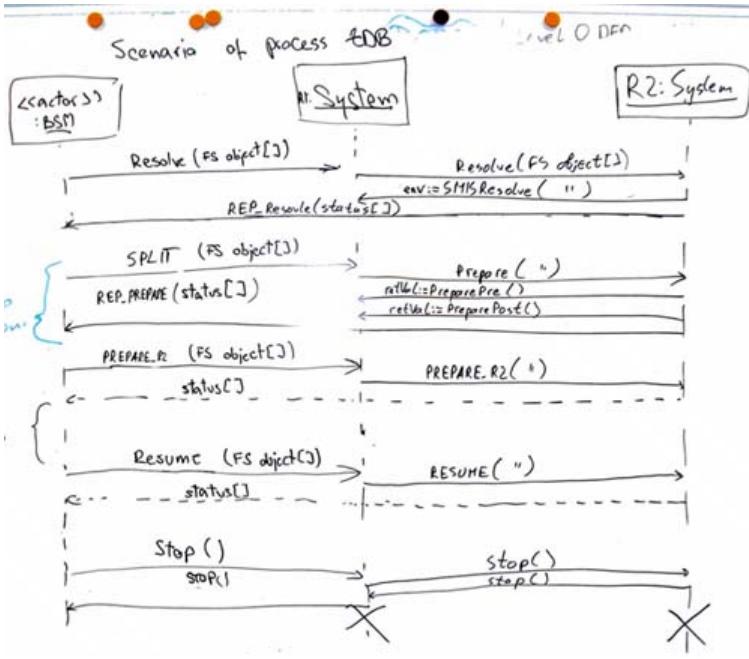 Scenario of process tDB
Level 0 DFD
<<actor>>
:BSM
R1:System
R2:System
Resolve (FS object[])
Resolve(FS object[])
env:=SMISResolve( " )
REP_Resovle(status[])
SPLIT (FS object[])
Prepare( " )
REP_PREPARE(status[])
retVal:=PreparePre()
retVal:=PreparePost()
PREPARE_R2 (FS object[])
PREPARE_R2( " )
status[]
Resume (FS object[])
RESUME( " )
status[]
Stop()
stop()
stop()
stop()